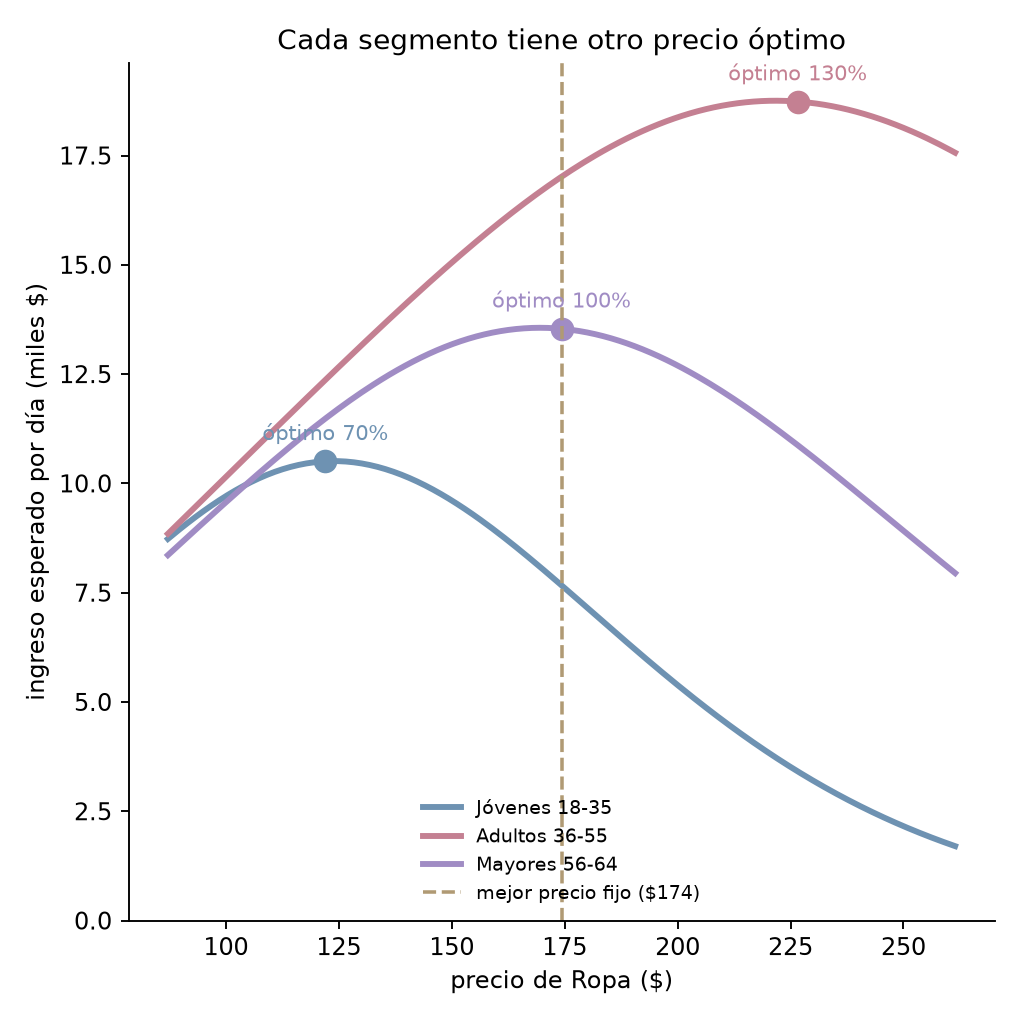 Cada segmento tiene otro precio óptimo
óptimo 130%
óptimo 100%
óptimo 70%
ingreso esperado por día (miles $)
17.5
15.0
12.5
10.0
7.5
5.0
2.5
0.0
Jóvenes 18-35
Adultos 36-55
Mayores 56-64
mejor precio fijo ($174)
100 125 150 175 200 225 250
precio de Ropa ($)